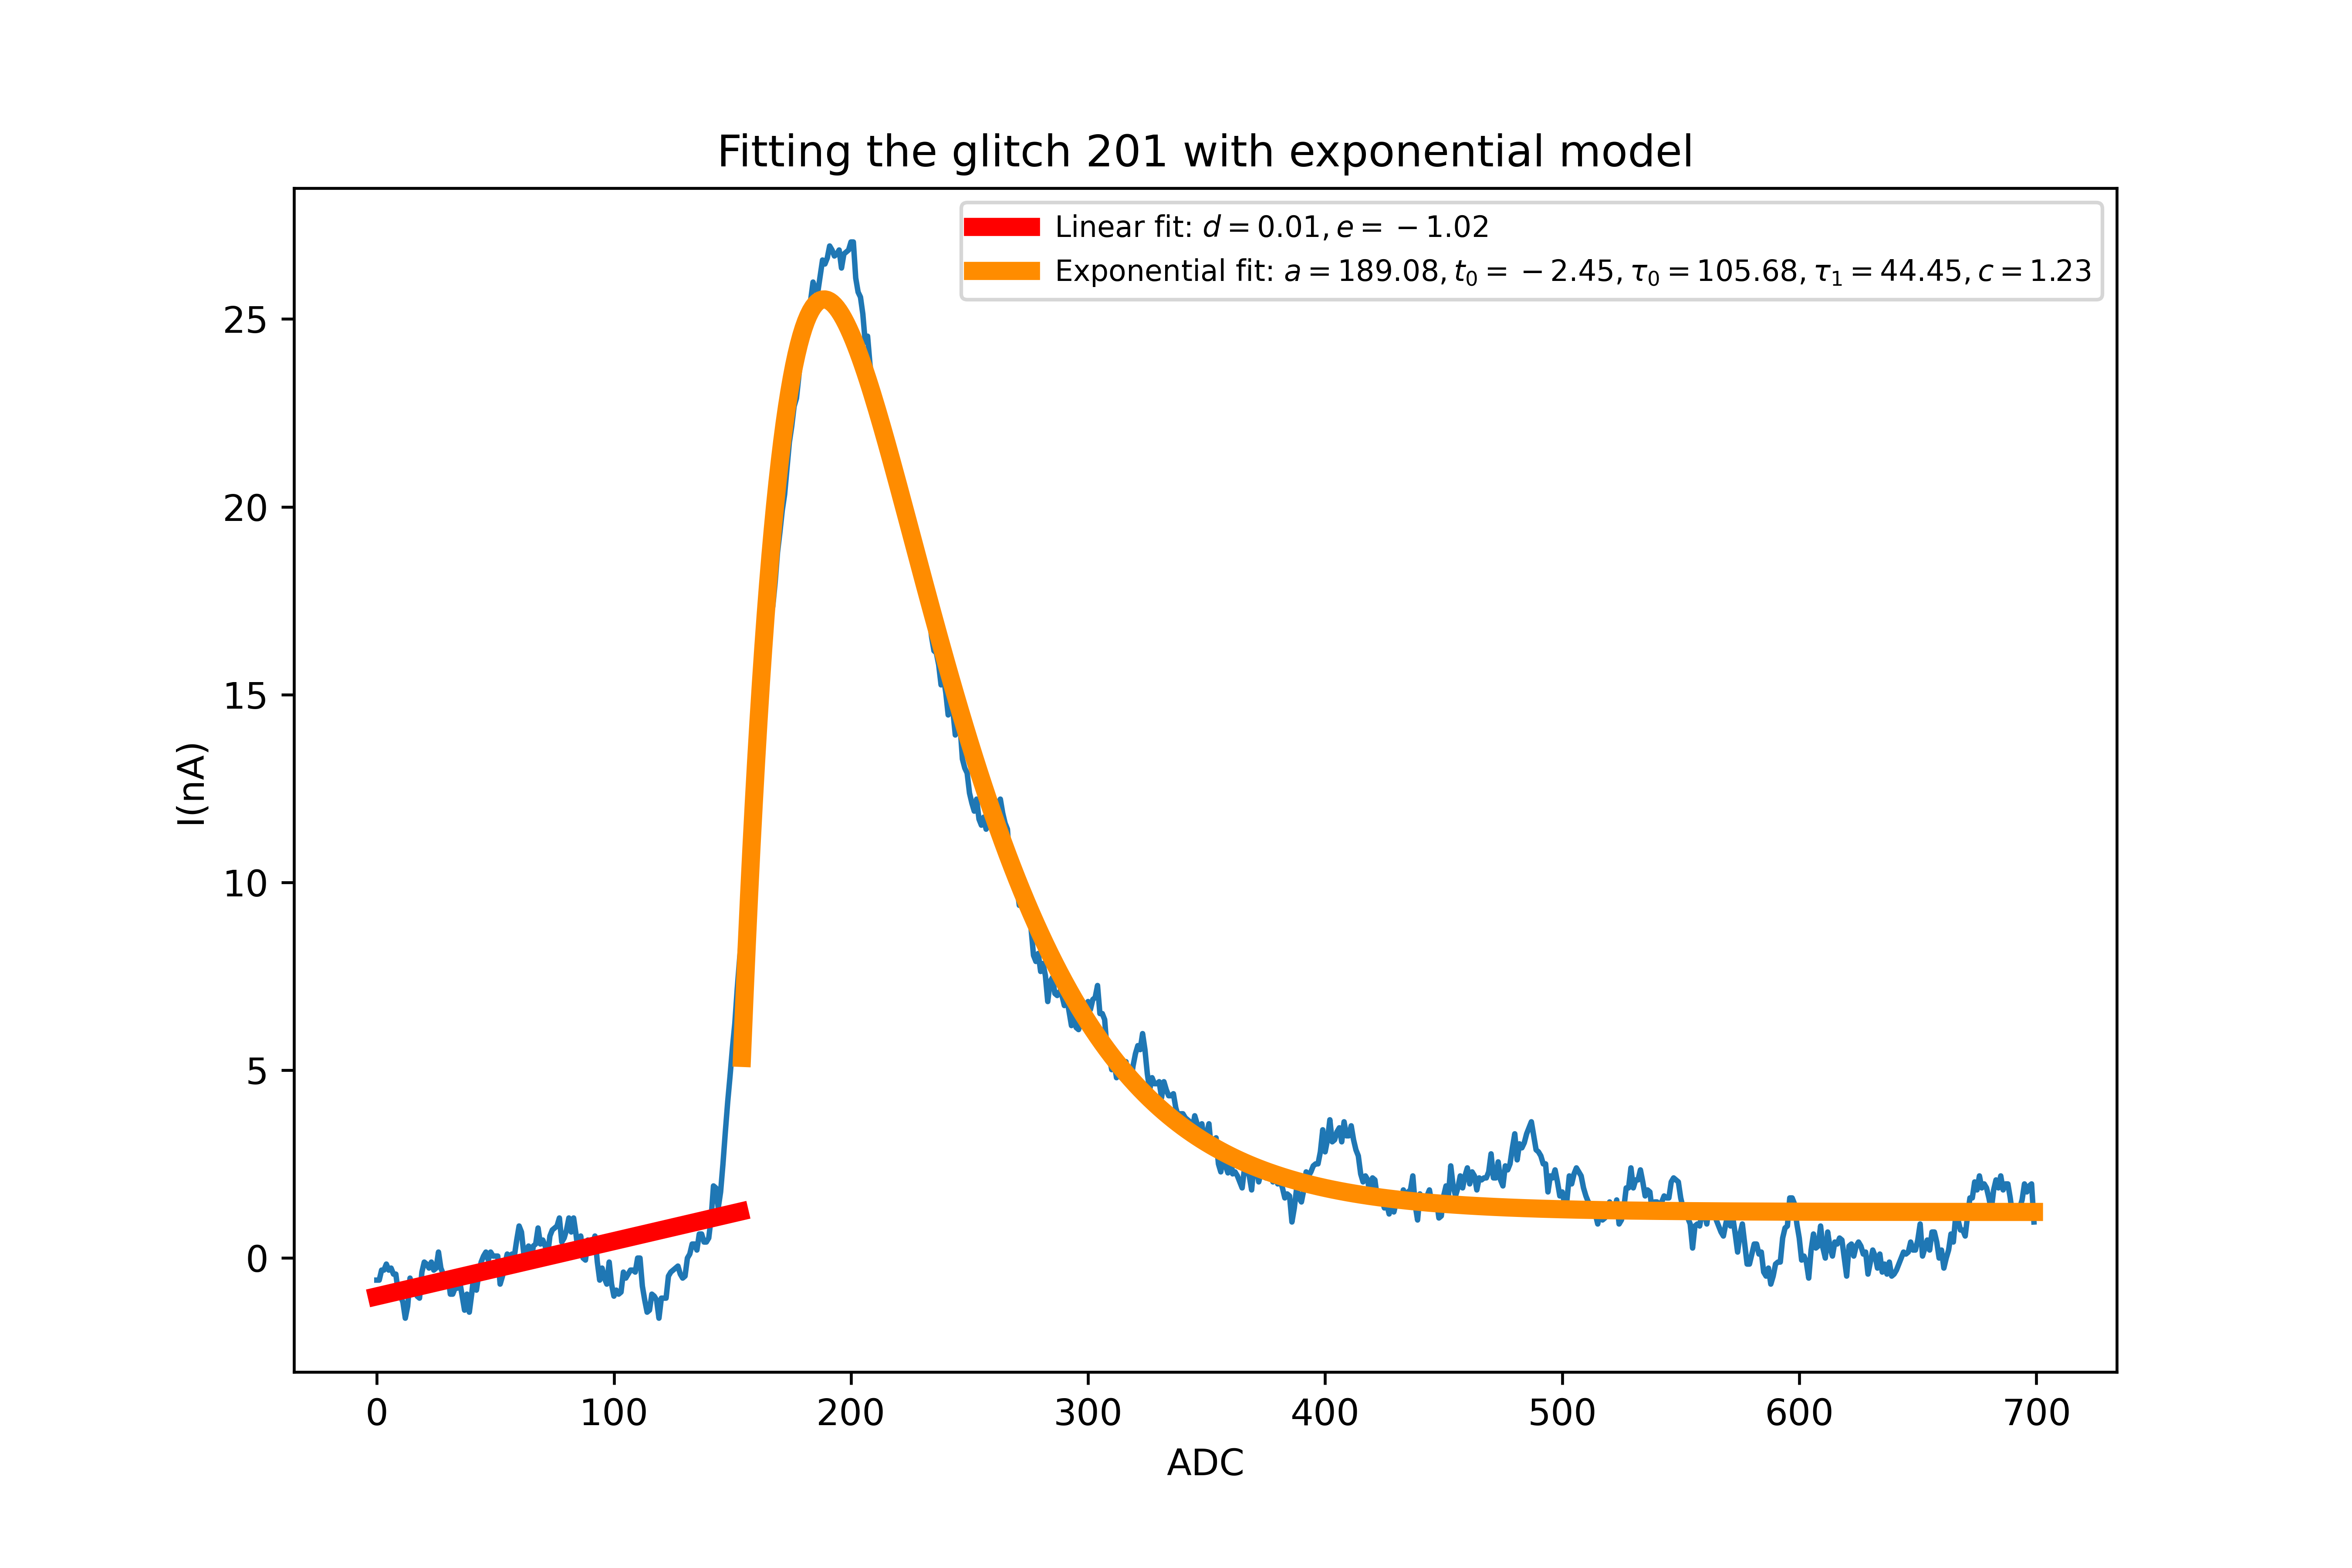 Fitting the glitch 201 with exponential model
Linear fit: d = 0.01, e = −1.02
Exponential fit: a = 189.08, t₀ = −2.45, τ₀ = 105.68, τ₁ = 44.45, c = 1.23
25
20
15
10
5
0
I(nA)
0 100 200 300 400 500 600 700
ADC